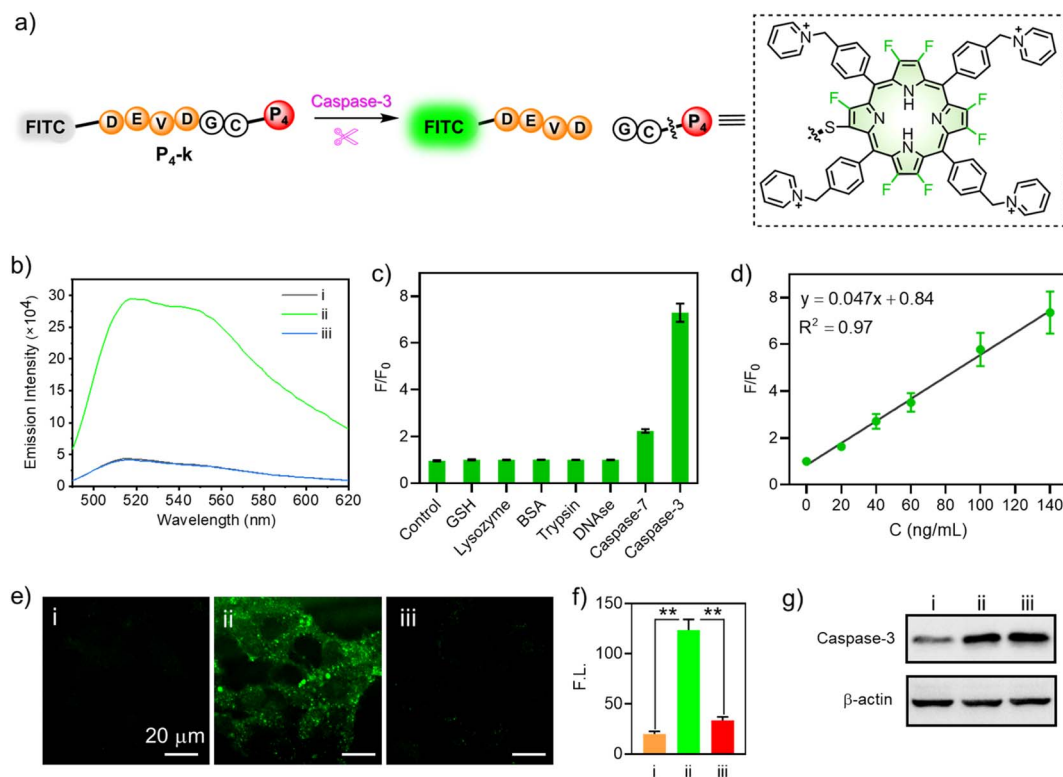 a)
FITC
D E V D G C P₄
P₄-k
Caspase-3
FITC
D E V D
G C P₄
N
+
F F
N
+
F
NH
F
S
N N
HN
F
F F
N
+
N
+
b)
Emission Intensity (×10⁴)
30
25
20
15
10
5
0
500 520 540 560 580 600 620
Wavelength (nm)
i
ii
iii
c)
F/F₀
8
6
4
2
0
Control
GSH
Lysozyme
BSA
Trypsin
DNAse
Caspase-7
Caspase-3
d)
y = 0.047x + 0.84
R² = 0.97
F/F₀
8
6
4
2
0
0 20 40 60 80 100 120 140
C (ng/mL)
e)
i
ii
iii
20 μm
f)
F.L.
150
100
50
0
** **
i ii iii
g)
i ii iii
Caspase-3
β-actin